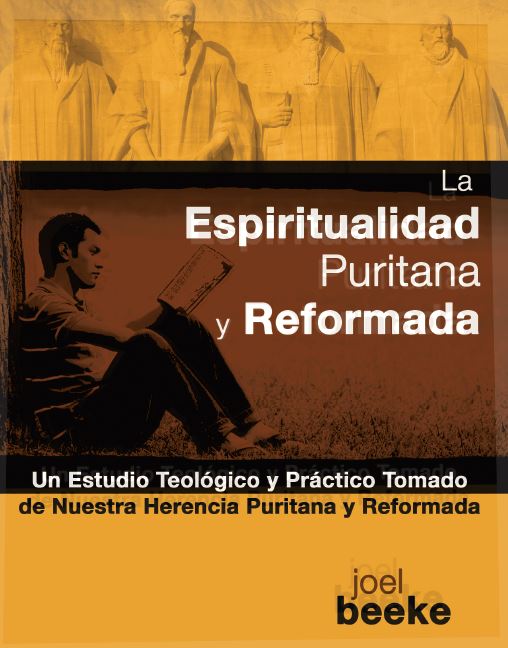 La
Espiritualidad
Puritana
y Reformada
Un Estudio Teológico y Práctico Tomado
de Nuestra Herencia Puritana y Reformada
joel
beeke